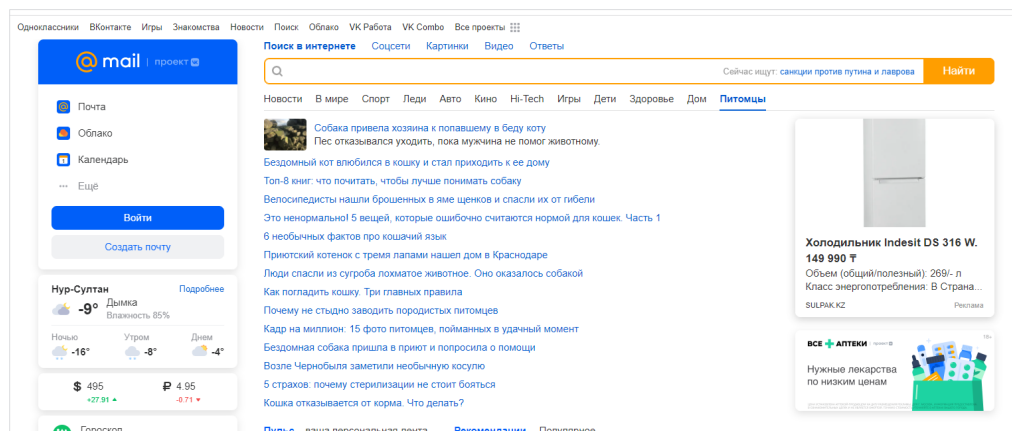 Одноклассники ВКонтакте Игры Знакомства Новости Поиск Облако VK Работа VK Combo Все проекты
@mail | проект
Почта
Облако
Календарь
Ещё
Войти
Создать почту
Нур-Султан Подробнее
-9° Дымка
Влажность 85%
Ночью Утром Днем
-16° -8° -4°
$ 495 ₽ 4.95
+27.91 -0.71
Гороскоп
Поиск в интернете Соцсети Картинки Видео Ответы
Сейчас ищут: санкции против путина и лаврова Найти
Новости В мире Спорт Леди Авто Кино Hi-Tech Игры Дети Здоровье Дом Питомцы
Собака привела хозяина к попавшему в беду коту
Пес отказывался уходить, пока мужчина не помог животному.
Бездомный кот влюбился в кошку и стал приходить к ее дому
Топ-8 книг: что почитать, чтобы лучше понимать собаку
Велосипедисты нашли брошенных в яме щенков и спасли их от гибели
Это ненормально! 5 вещей, которые ошибочно считаются нормой для кошек. Часть 1
6 необычных фактов про кошачий язык
Приютский котенок с тремя лапами нашел дом в Краснодаре
Люди спасли из сугроба лохматое животное. Оно оказалось собакой
Как погладить кошку. Три главных правила
Почему не стыдно заводить породистых питомцев
Кадр на миллион: 15 фото питомцев, пойманных в удачный момент
Бездомная собака пришла в приют и попросила о помощи
Возле Чернобыля заметили необычную косулю
5 страхов: почему стерилизации не стоит бояться
Кошка отказывается от корма. Что делать?
Пульс ваша персональная лента Рекомендации Популярное
Холодильник Indesit DS 316 W.
149 990 ₸
Объем (общий/полезный): 269/- л
Класс энергопотребления: B Страна...
SULPAK.KZ Реклама
ВСЕ АПТЕКИ | проект
Нужные лекарства
по низким ценам